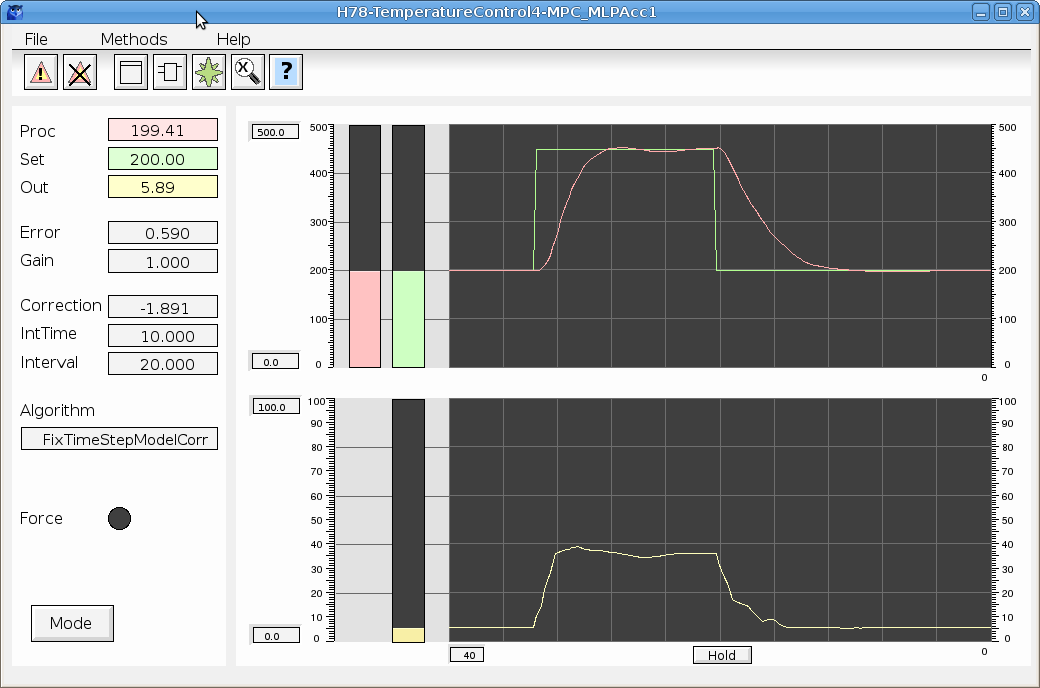 H78-TemperatureControl4-MPC_MLPAcc1
File Methods Help
?
Proc 199.41
Set 200.00
Out 5.89
Error 0.590
Gain 1.000
Correction -1.891
IntTime 10.000
Interval 20.000
Algorithm
FixTimeStepModelCorr
Force
Mode
500.0
0.0
500
400
300
200
100
0
500
400
300
200
100
0
0
100.0
0.0
100
90
80
70
60
50
40
30
20
10
0
100
90
80
70
60
50
40
30
20
10
0
40
Hold
0